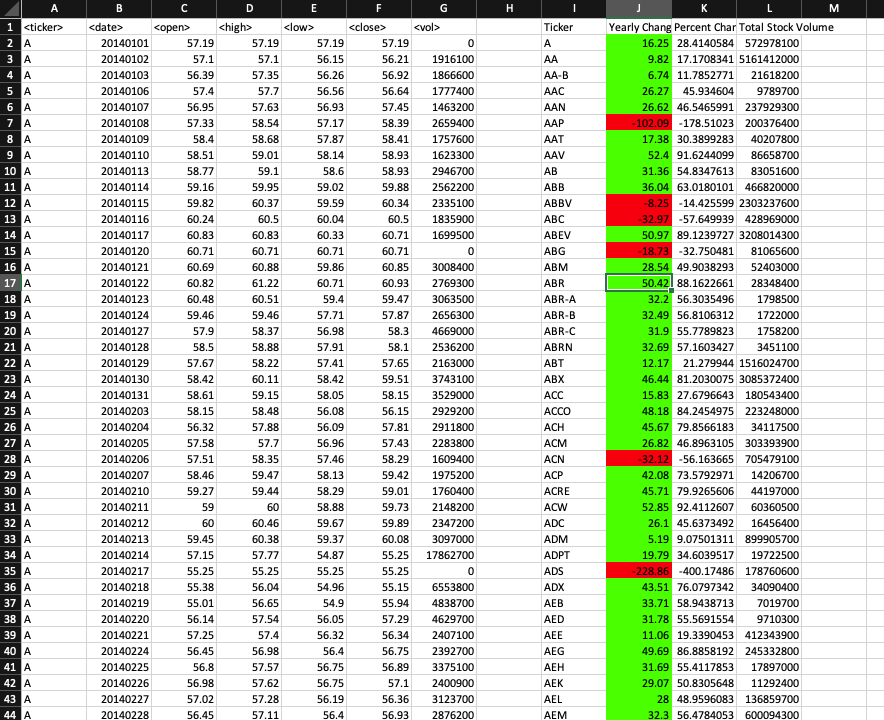 A B C D E F G H I J K L M
1 <ticker> <date> <open> <high> <low> <close> <vol> Ticker Yearly Chang Percent Char Total Stock Volume
2 A 20140101 57.19 57.19 57.19 57.19 0 A 16.25 28.4140584 572978100
3 A 20140102 57.1 57.1 56.15 56.21 1916100 AA 9.82 17.1708341 5161412000
4 A 20140103 56.39 57.35 56.26 56.92 1866600 AA-B 6.74 11.7852771 21618200
5 A 20140106 57.4 57.7 56.56 56.64 1777400 AAC 26.27 45.934604 9789700
6 A 20140107 56.95 57.63 56.93 57.45 1463200 AAN 26.62 46.5465991 237929300
7 A 20140108 57.33 58.54 57.17 58.39 2659400 AAP -102.09 -178.51023 200376400
8 A 20140109 58.4 58.68 57.87 58.41 1757600 AAT 17.38 30.3899283 40207800
9 A 20140110 58.51 59.01 58.14 58.93 1623300 AAV 52.4 91.6244099 86658700
10 A 20140113 58.77 59.1 58.6 58.93 2946700 AB 31.36 54.8347613 83051600
11 A 20140114 59.16 59.95 59.02 59.88 2562200 ABB 36.04 63.0180101 466820000
12 A 20140115 59.82 60.37 59.59 60.34 2335100 ABBV -8.25 -14.425599 2303237600
13 A 20140116 60.24 60.5 60.04 60.5 1835900 ABC -32.97 -57.649939 428969000
14 A 20140117 60.83 60.83 60.33 60.71 1699500 ABEV 50.97 89.1239727 3208014300
15 A 20140120 60.71 60.71 60.71 60.71 0 ABG -18.73 -32.750481 81065600
16 A 20140121 60.69 60.88 59.86 60.85 3008400 ABM 28.54 49.9038293 52403000
17 A 20140122 60.82 61.22 60.71 60.93 2769300 ABR 50.42 88.1622661 28348400
18 A 20140123 60.48 60.51 59.4 59.47 3063500 ABR-A 32.2 56.3035496 1798500
19 A 20140124 59.46 59.46 57.71 57.87 2656300 ABR-B 32.49 56.8106312 1722000
20 A 20140127 57.9 58.37 56.98 58.3 4669000 ABR-C 31.9 55.7789823 1758200
21 A 20140128 58.5 58.88 57.91 58.1 2536200 ABRN 32.69 57.1603427 3451100
22 A 20140129 57.67 58.22 57.41 57.65 2163000 ABT 12.17 21.279944 1516024700
23 A 20140130 58.42 60.11 58.42 59.51 3743100 ABX 46.44 81.2030075 3085372400
24 A 20140131 58.61 59.15 58.05 58.15 3529000 ACC 15.83 27.6796643 180543400
25 A 20140203 58.15 58.48 56.08 56.15 2929200 ACCO 48.18 84.2454975 223248000
26 A 20140204 56.32 57.88 56.09 57.81 2911800 ACH 45.67 79.8566183 34117500
27 A 20140205 57.58 57.7 56.96 57.43 2283800 ACM 26.82 46.8963105 303393900
28 A 20140206 57.51 58.35 57.46 58.29 1609400 ACN -32.12 -56.163665 705479100
29 A 20140207 58.46 59.47 58.13 59.42 1975200 ACP 42.08 73.5792971 14206700
30 A 20140210 59.27 59.44 58.29 59.01 1760400 ACRE 45.71 79.9265606 44197000
31 A 20140211 59 60 58.88 59.73 2148200 ACW 52.85 92.4112607 60360500
32 A 20140212 60 60.46 59.67 59.89 2347200 ADC 26.1 45.6373492 16456400
33 A 20140213 59.45 60.38 59.37 60.08 3097000 ADM 5.19 9.07501311 899905700
34 A 20140214 57.15 57.77 54.87 55.25 17862700 ADPT 19.79 34.6039517 19722500
35 A 20140217 55.25 55.25 55.25 55.25 0 ADS -228.86 -400.17486 178760600
36 A 20140218 55.38 56.04 54.96 55.15 6553800 ADX 43.51 76.0797342 34090400
37 A 20140219 55.01 56.65 54.9 55.94 4838700 AEB 33.71 58.9438713 7019700
38 A 20140220 56.14 57.54 56.05 57.29 4629700 AED 31.78 55.5691554 9710300
39 A 20140221 57.25 57.4 56.32 56.34 2407100 AEE 11.06 19.3390453 412343900
40 A 20140224 56.45 56.98 56.4 56.75 2392700 AEG 49.69 86.8858192 245332800
41 A 20140225 56.8 57.57 56.75 56.89 3375100 AEH 31.69 55.4117853 17897000
42 A 20140226 56.98 57.62 56.75 57.1 2400900 AEK 29.07 50.8305648 11292400
43 A 20140227 57.02 57.28 56.19 56.36 3123700 AEL 28 48.9596083 136859700
44 A 20140228 56.45 57.11 56.4 56.93 2876200 AEM 32.3 56.4784053 600094300